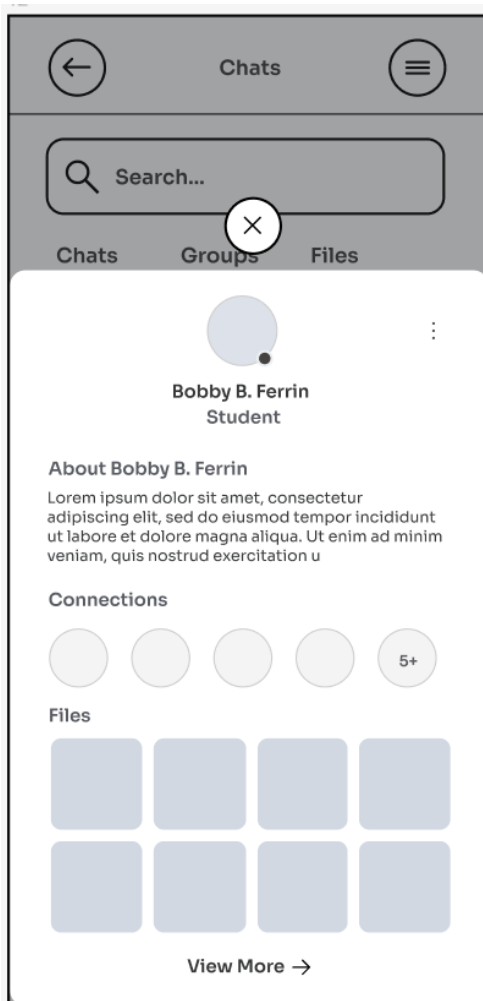 Chats
Search...
Chats Groups Files
Bobby B. Ferrin
Student
About Bobby B. Ferrin
Lorem ipsum dolor sit amet, consectetur
adipiscing elit, sed do eiusmod tempor incididunt
ut labore et dolore magna aliqua. Ut enim ad minim
veniam, quis nostrud exercitation u
Connections
5+
Files
View More →